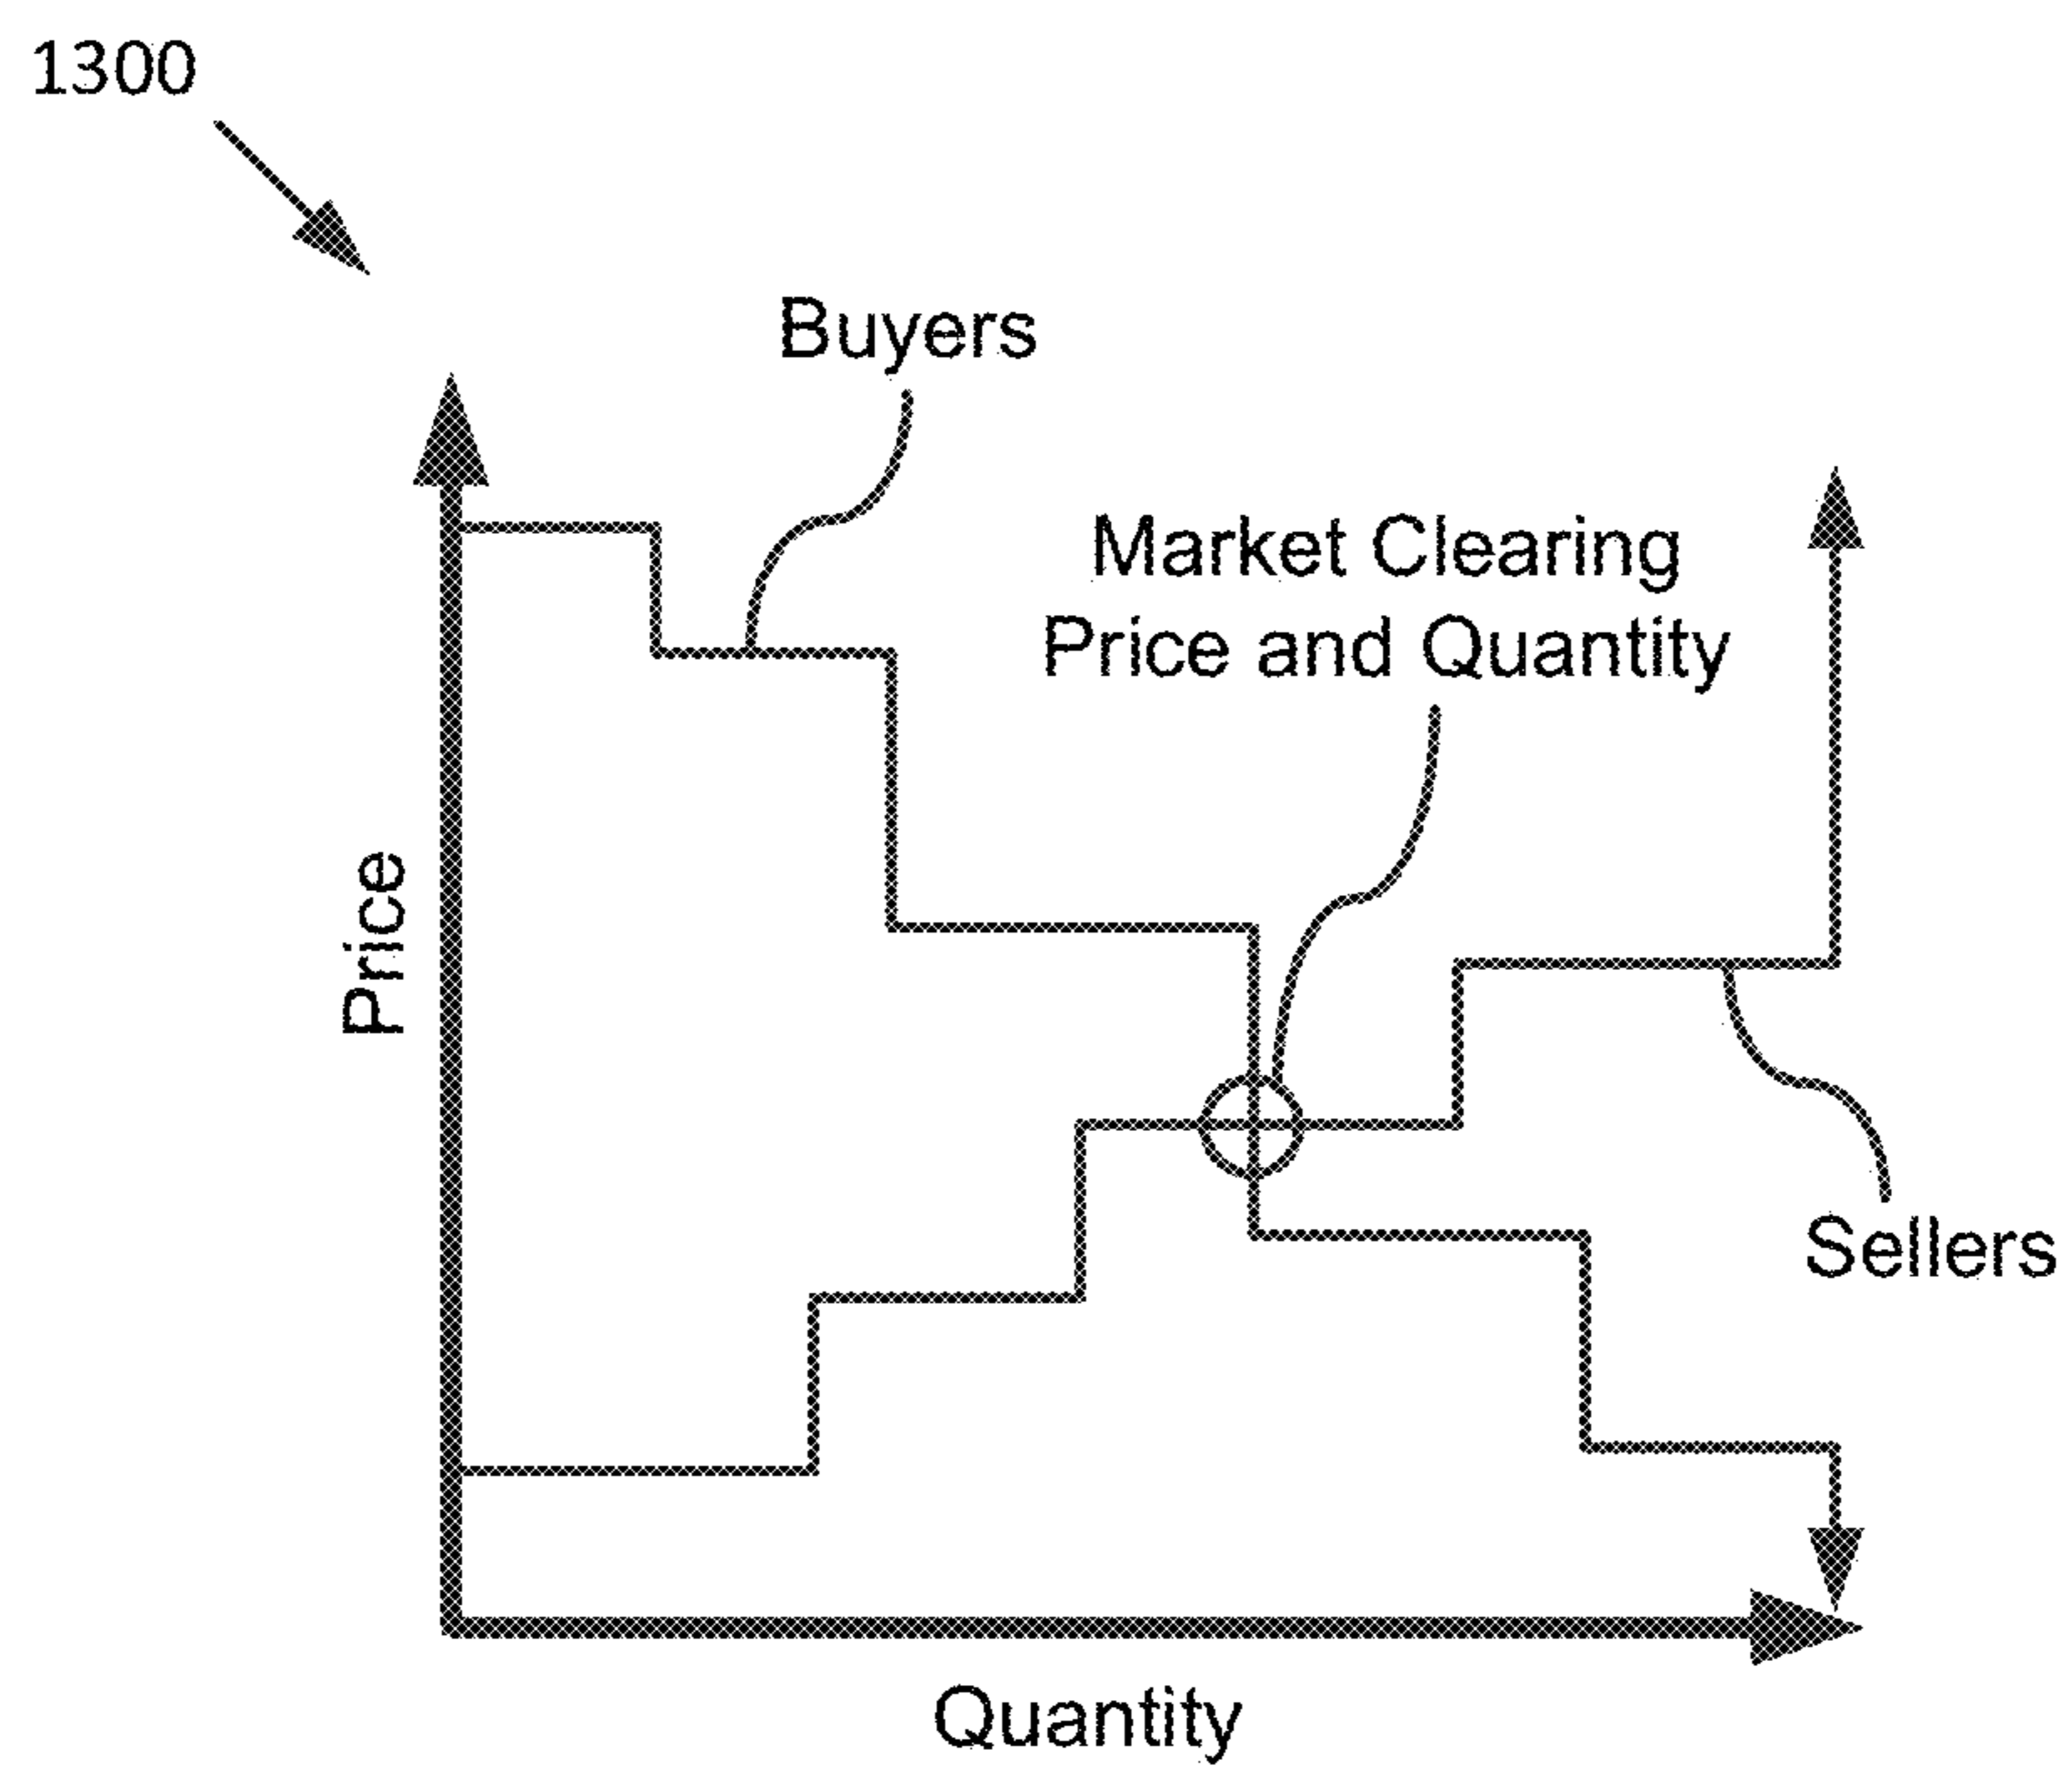 1300
Buyers
Market Clearing
Price and Quantity
Price
Sellers
Quantity